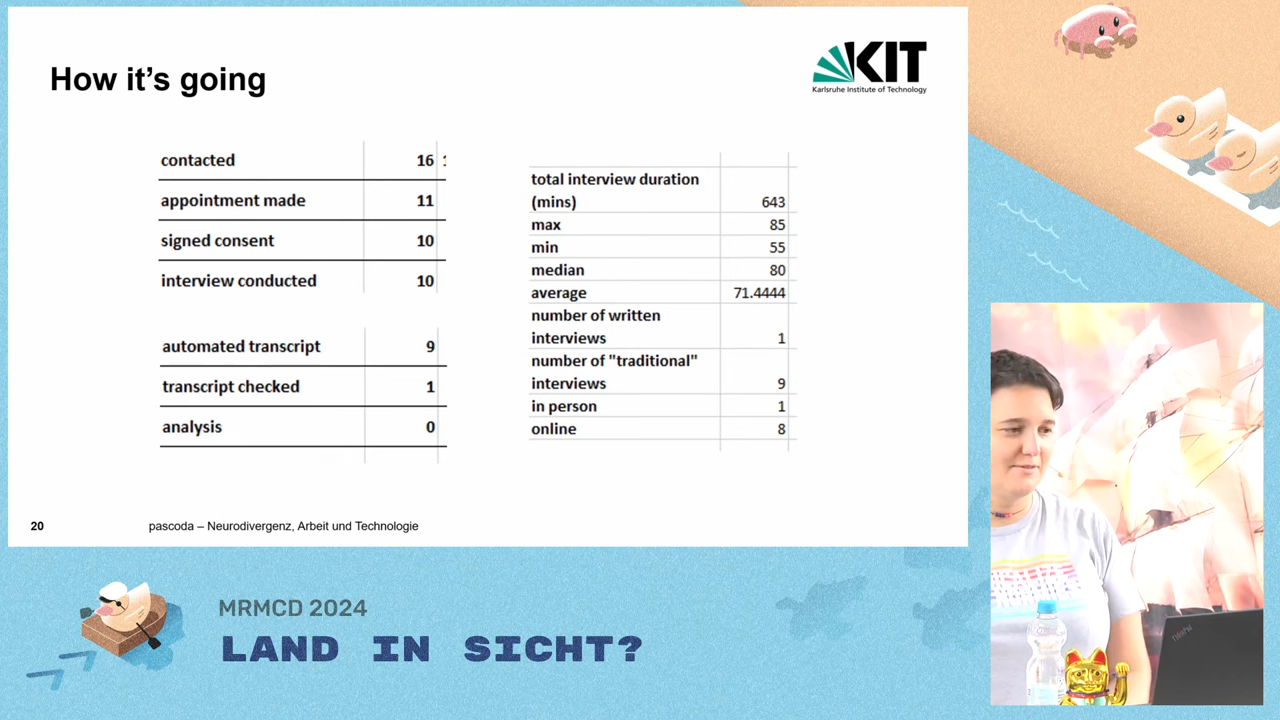 How it's going
KIT
Karlsruhe Institute of Technology
contacted 16
appointment made 11
signed consent 10
interview conducted 10
automated transcript 9
transcript checked 1
analysis 0
total interview duration
(mins) 643
max 85
min 55
median 80
average 71.4444
number of written
interviews 1
number of "traditional"
interviews 9
in person 1
online 8
20 pascoda – Neurodivergenz, Arbeit und Technologie
MRMCD 2024
LAND IN SICHT?